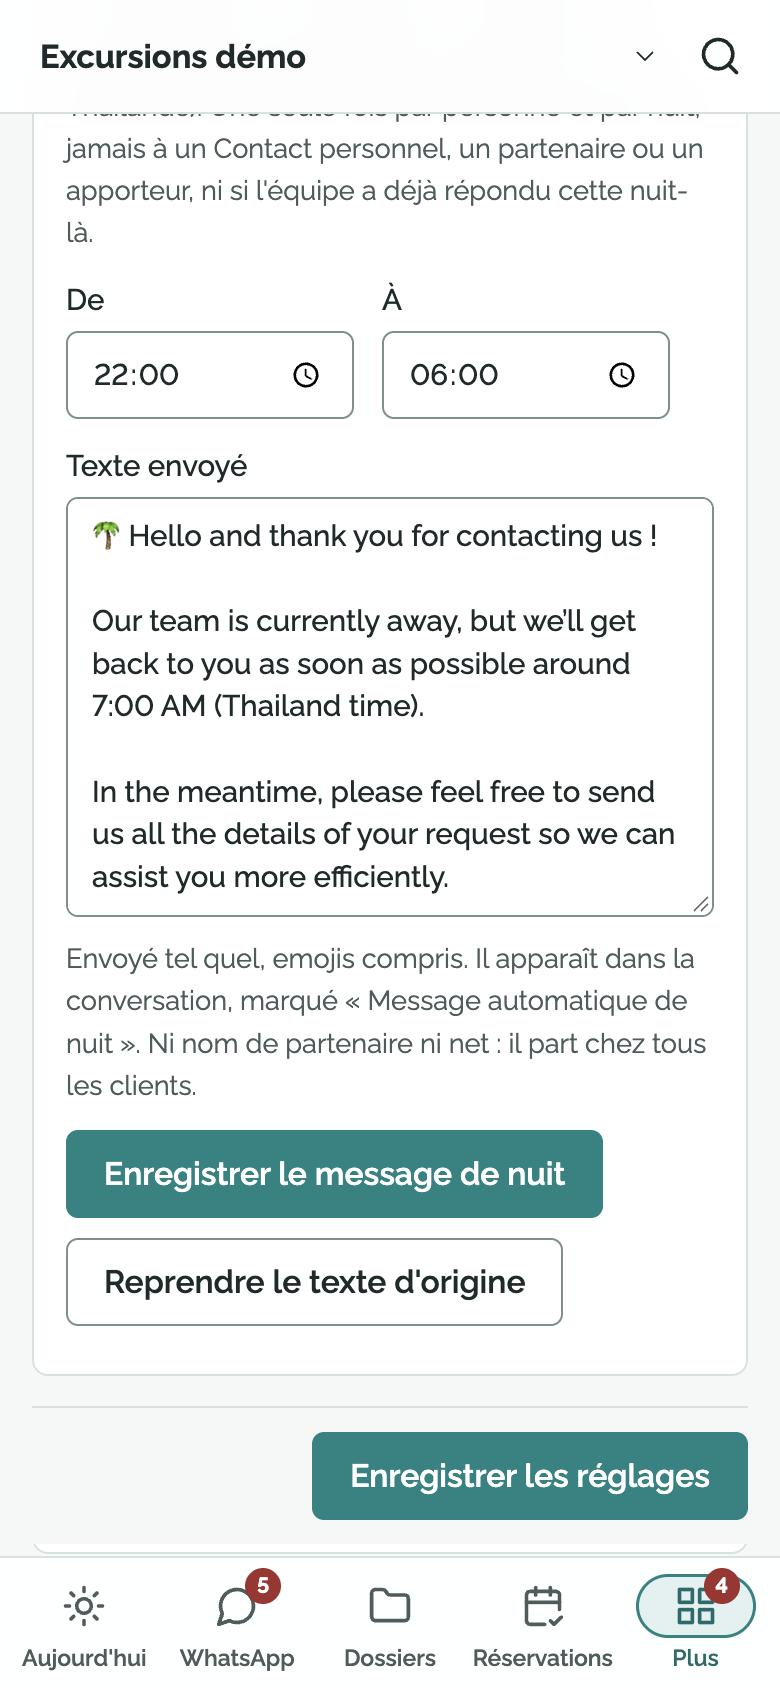 Excursions démo
jamais à un Contact personnel, un partenaire ou un
apporteur, ni si l'équipe a déjà répondu cette nuit-
là.
De
À
22:00
06:00
Texte envoyé
🌴 Hello and thank you for contacting us !
Our team is currently away, but we’ll get
back to you as soon as possible around
7:00 AM (Thailand time).
In the meantime, please feel free to send
us all the details of your request so we can
assist you more efficiently.
Envoyé tel quel, emojis compris. Il apparaît dans la
conversation, marqué « Message automatique de
nuit ». Ni nom de partenaire ni net : il part chez tous
les clients.
Enregistrer le message de nuit
Reprendre le texte d'origine
Enregistrer les réglages
5
4
Aujourd'hui
WhatsApp
Dossiers
Réservations
Plus